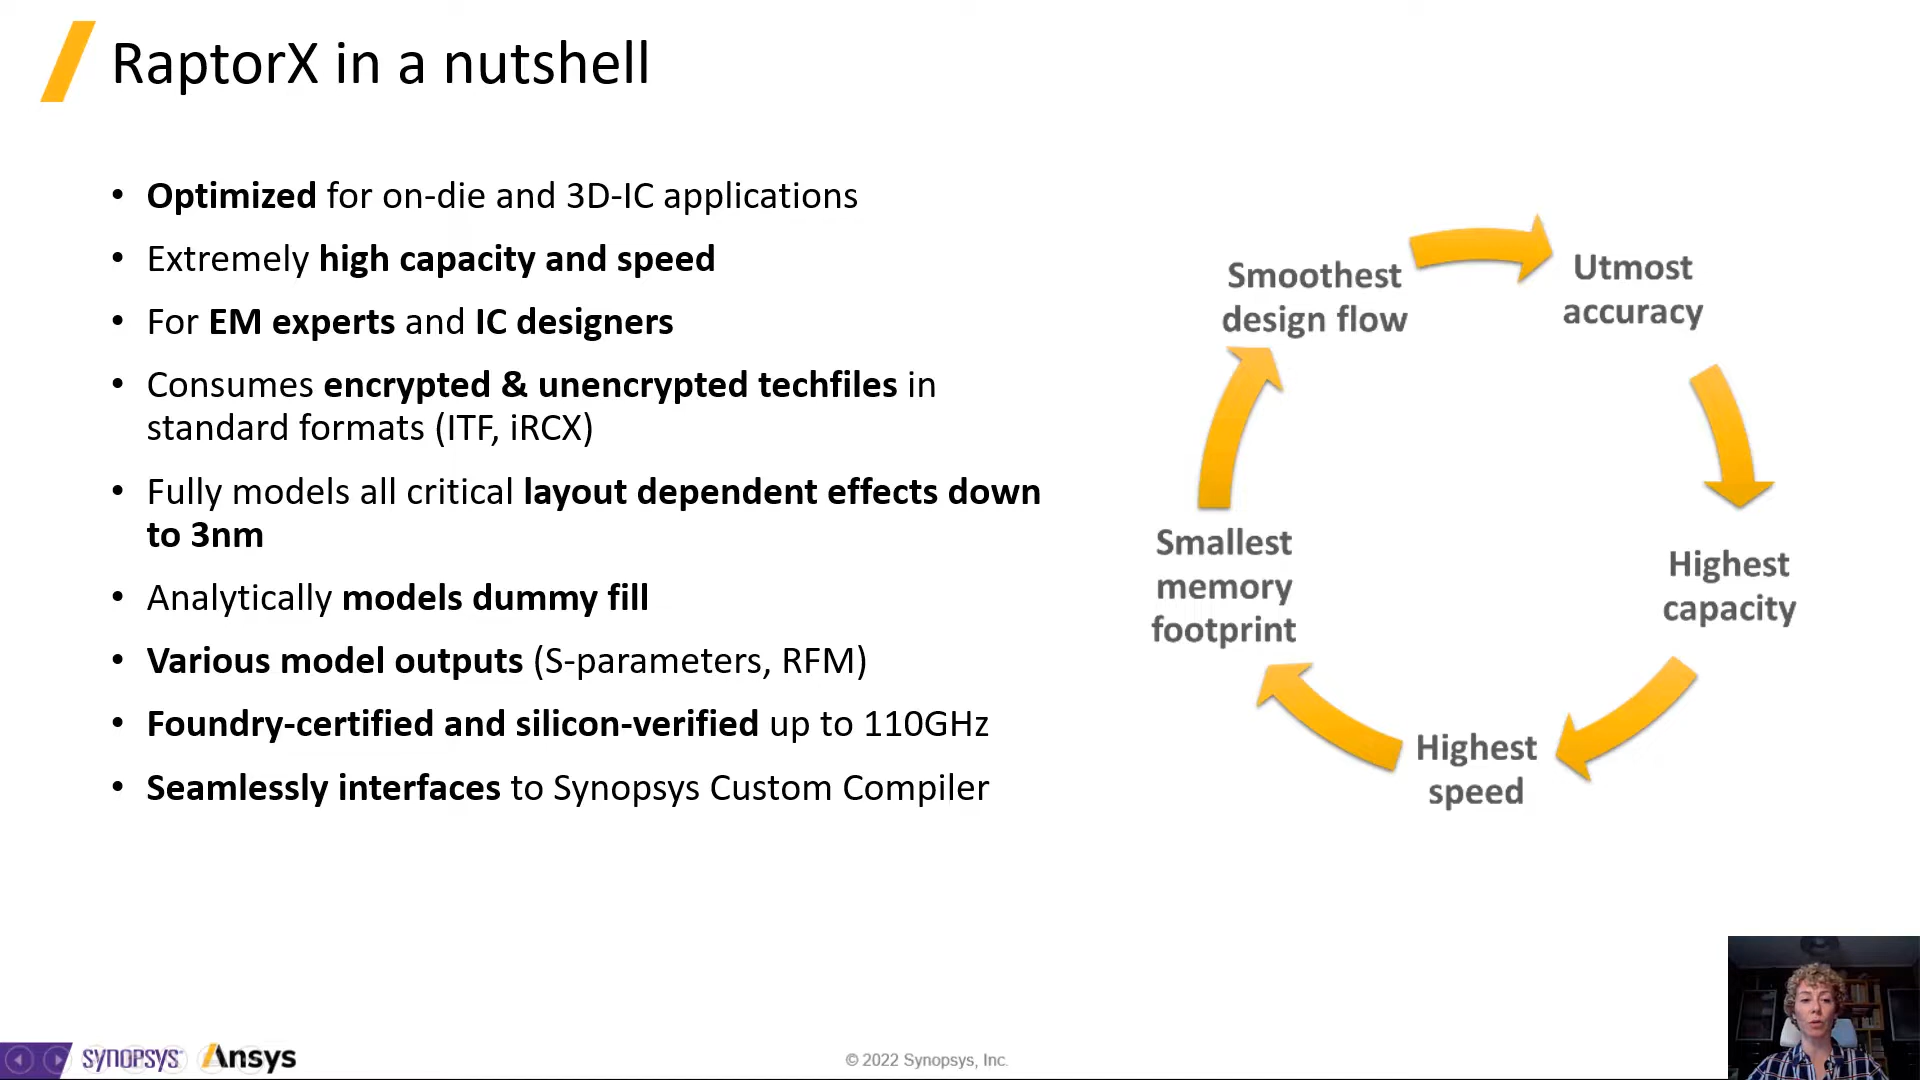 RaptorX in a nutshell
• Optimized for on-die and 3D-IC applications
• Extremely high capacity and speed
• For EM experts and IC designers
• Consumes encrypted & unencrypted techfiles in
standard formats (ITF, iRCX)
• Fully models all critical layout dependent effects down
to 3nm
• Analytically models dummy fill
• Various model outputs (S-parameters, RFM)
• Foundry-certified and silicon-verified up to 110GHz
• Seamlessly interfaces to Synopsys Custom Compiler
Smoothest
design flow
Utmost
accuracy
Highest
capacity
Highest
speed
Smallest
memory
footprint
SYNOPSYS
Ansys
© 2022 Synopsys, Inc.